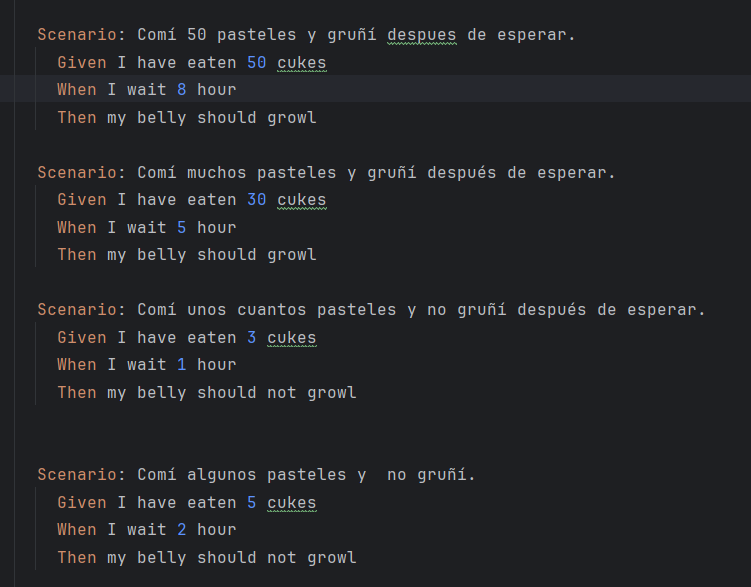 Scenario: Comí 50 pasteles y gruñí despues de esperar.
Given I have eaten 50 cukes
When I wait 8 hour
Then my belly should growl
Scenario: Comí muchos pasteles y gruñí después de esperar.
Given I have eaten 30 cukes
When I wait 5 hour
Then my belly should growl
Scenario: Comí unos cuantos pasteles y no gruñí después de esperar.
Given I have eaten 3 cukes
When I wait 1 hour
Then my belly should not growl
Scenario: Comí algunos pasteles y  no gruñí.
Given I have eaten 5 cukes
When I wait 2 hour
Then my belly should not growl